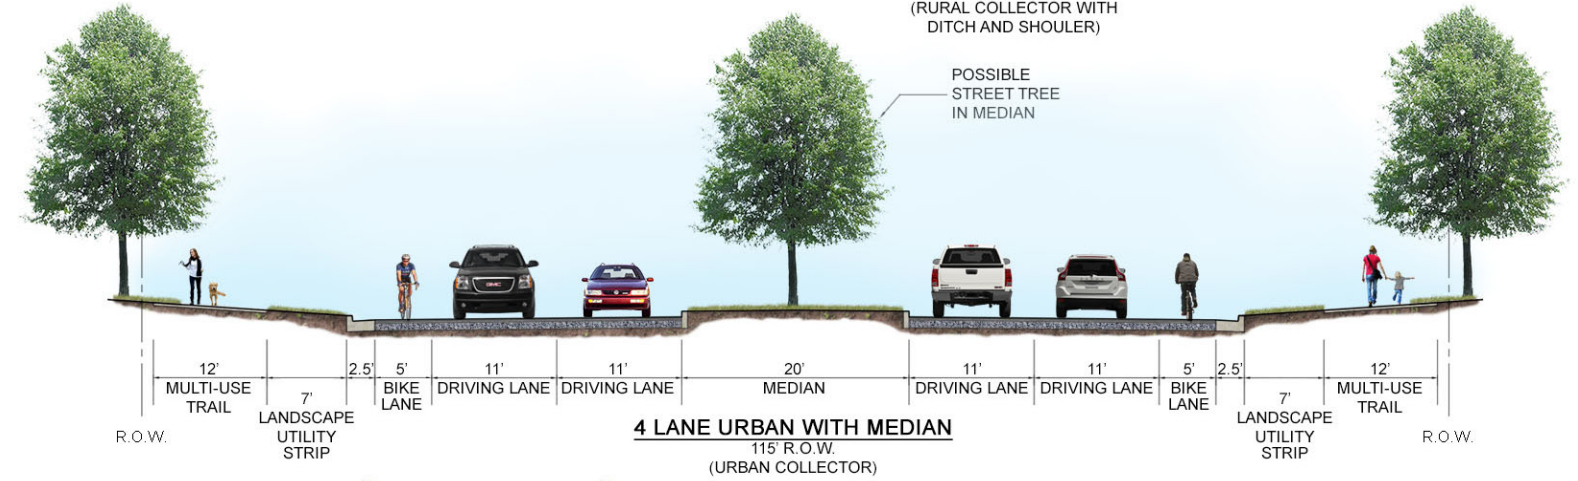 (RURAL COLLECTOR WITH
DITCH AND SHOULER)
POSSIBLE
STREET TREE
IN MEDIAN
12'
MULTI-USE
TRAIL
7'
LANDSCAPE
UTILITY
STRIP
2.5'
5'
BIKE
LANE
11'
DRIVING LANE
11'
DRIVING LANE
20'
MEDIAN
11'
DRIVING LANE
11'
DRIVING LANE
5'
BIKE
LANE
2.5'
7'
LANDSCAPE
UTILITY
STRIP
12'
MULTI-USE
TRAIL
R.O.W.
R.O.W.
4 LANE URBAN WITH MEDIAN
115' R.O.W.
(URBAN COLLECTOR)